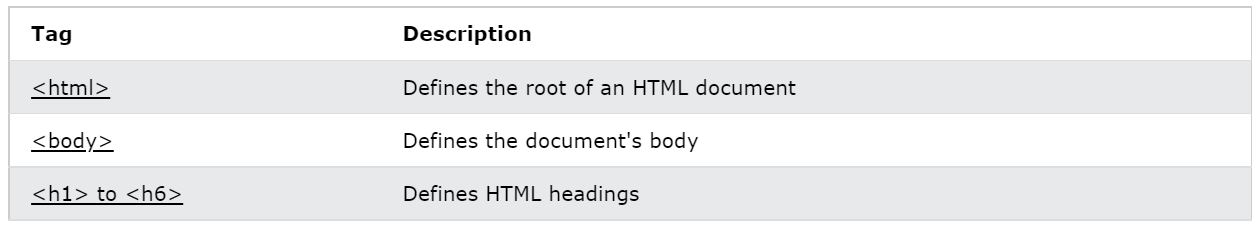 Tag Description
<html> Defines the root of an HTML document
<body> Defines the document's body
<h1> to <h6> Defines HTML headings